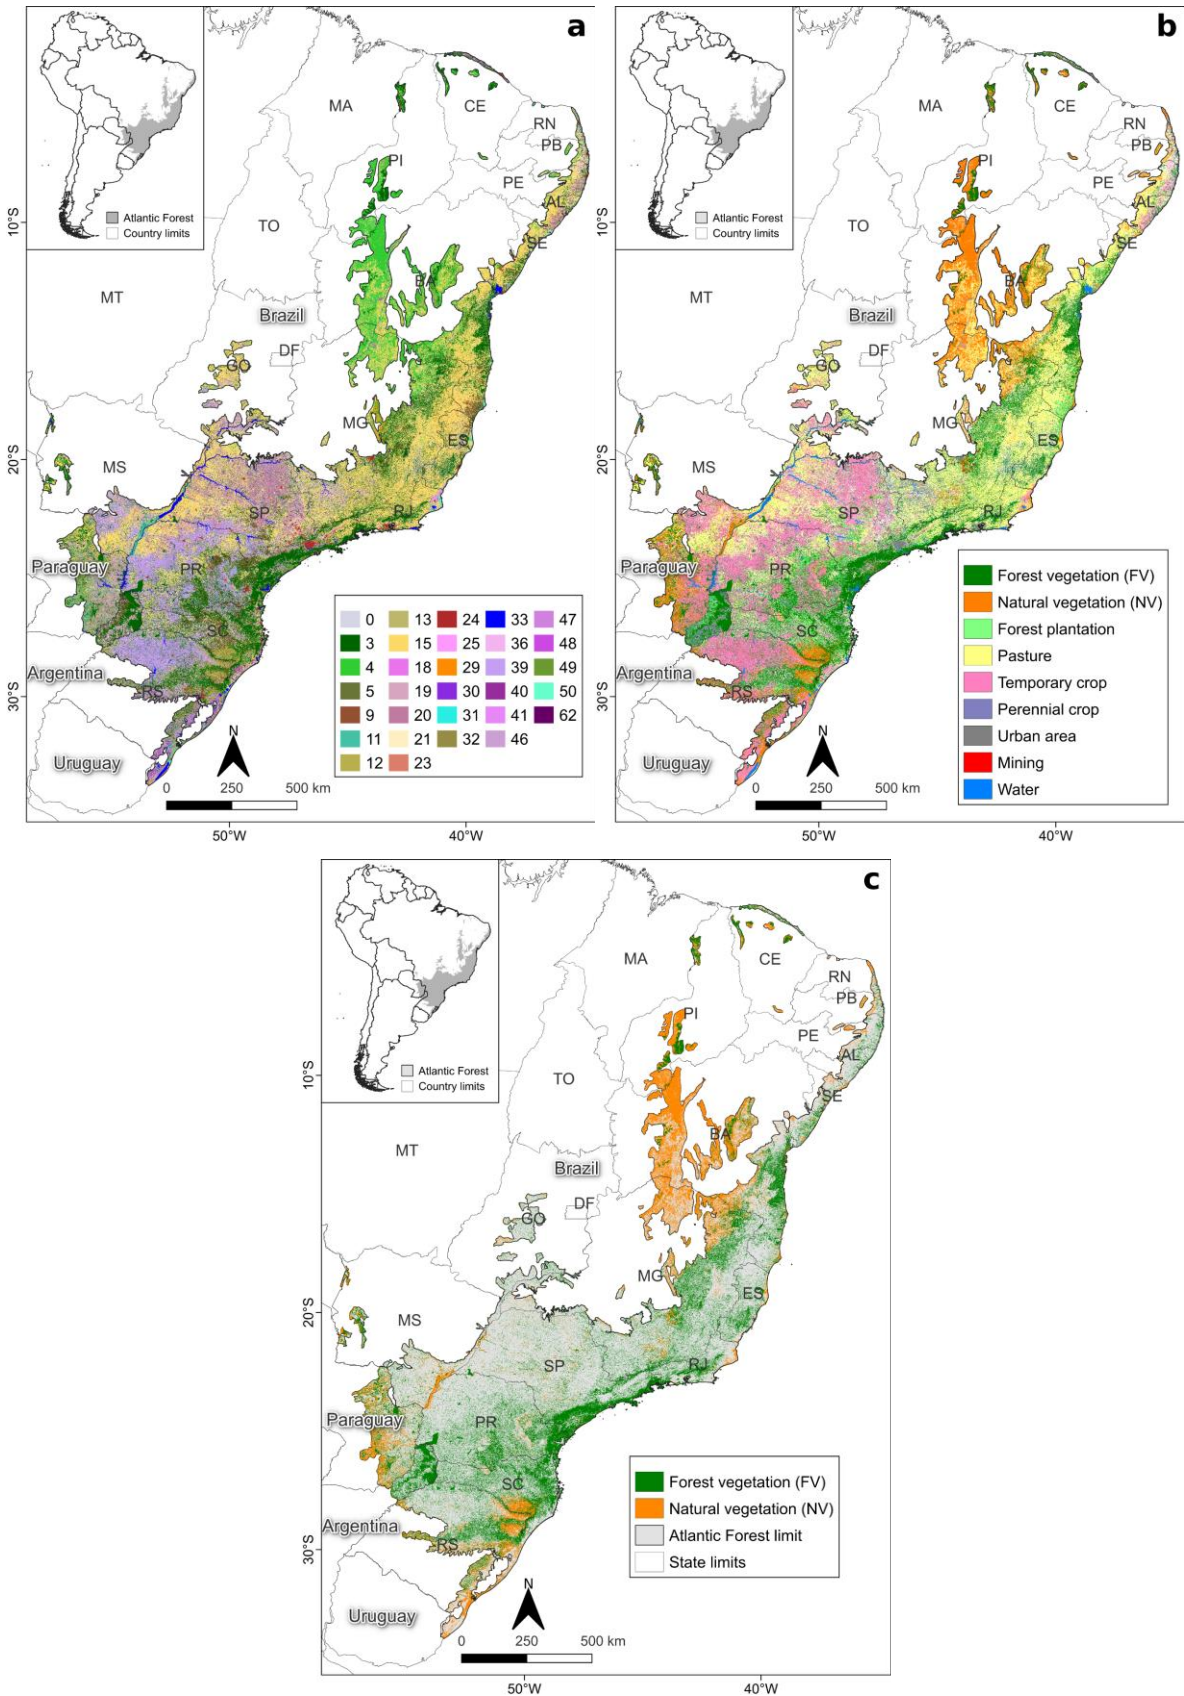 a
MA
CE
RN
PB
PI
PE
AL
SE
TO
BA
10°S
Atlantic Forest
Country limits
MT
Brazil
DF
GO
MG
ES
20°S
MS
SP
RJ
Paraguay
PR
SC
Argentina
RS
30°S
Uruguay
N
0 250 500 km
50°W 40°W
0 13 24 33 47
3 15 25 36 48
4 18 29 39 49
5 19 30 40 50
9 20 31 41 62
11 21 32 46
12 23
b
MA
CE
RN
PB
PI
PE
AL
SE
TO
BA
10°S
Atlantic Forest
Country limits
MT
Brazil
DF
GO
MG
ES
20°S
MS
SP
RJ
Paraguay
PR
SC
Argentina
RS
30°S
Uruguay
N
0 250 500 km
50°W 40°W
Forest vegetation (FV)
Natural vegetation (NV)
Forest plantation
Pasture
Temporary crop
Perennial crop
Urban area
Mining
Water
c
MA
CE
RN
PB
PI
PE
AL
SE
TO
BA
10°S
Atlantic Forest
Country limits
MT
Brazil
DF
GO
MG
ES
20°S
MS
SP
RJ
Paraguay
PR
SC
Argentina
RS
30°S
Uruguay
N
0 250 500 km
50°W 40°W
Forest vegetation (FV)
Natural vegetation (NV)
Atlantic Forest limit
State limits